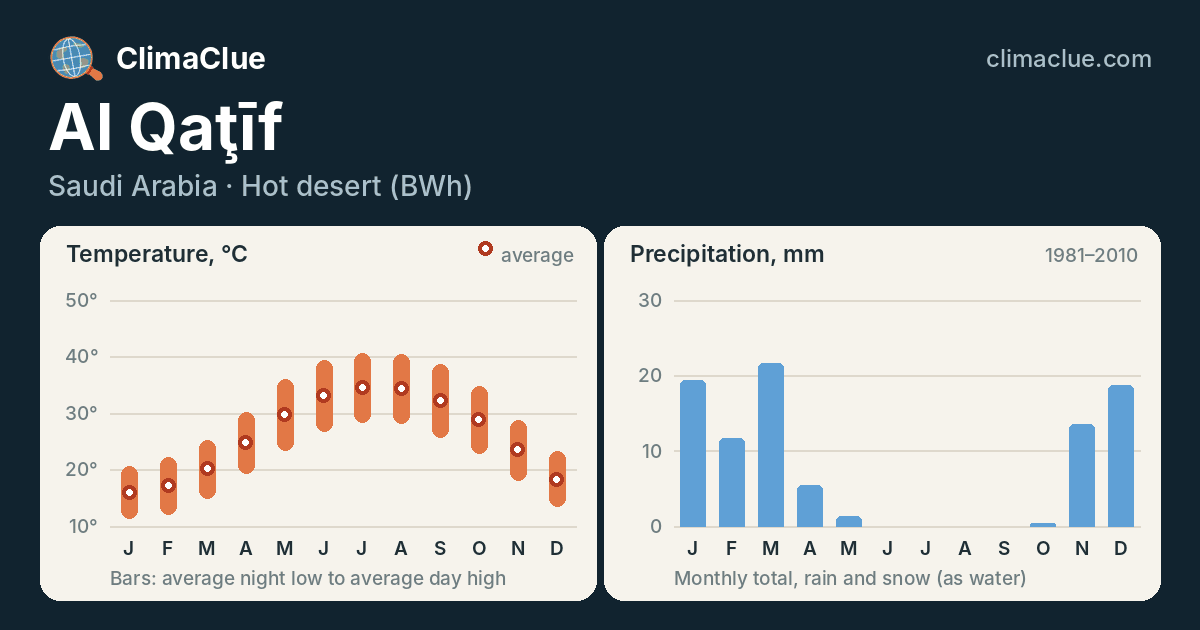 ClimaClue
climaclue.com
Al Qaţīf
Saudi Arabia · Hot desert (BWh)
Temperature, °C
average
50°
40°
30°
20°
10°
J F M A M J J A S O N D
Bars: average night low to average day high
Precipitation, mm
1981–2010
30
20
10
0
J F M A M J J A S O N D
Monthly total, rain and snow (as water)